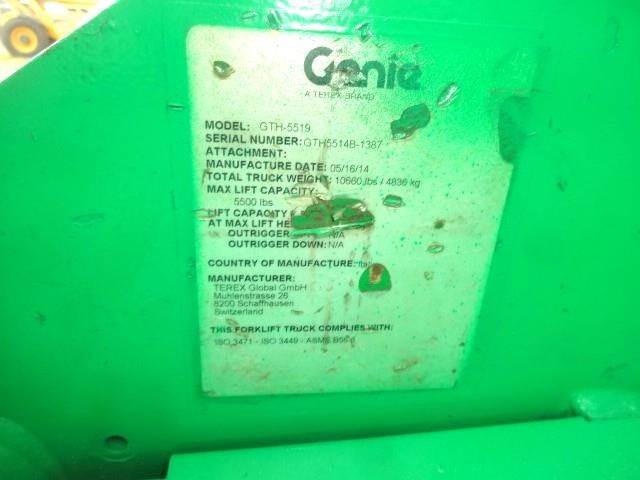 Genie
A TEREX BRAND
MODEL: GTH-5519
SERIAL NUMBER: GTH5514B-1387
ATTACHMENT:
MANUFACTURE DATE: 05/16/14
TOTAL TRUCK WEIGHT: 10660 lbs / 4836 kg
MAX LIFT CAPACITY:
5500 lbs
LIFT CAPACITY
AT MAX LIFT
OUTRIGGER N/A
OUTRIGGER DOWN: N/A
COUNTRY OF MANUFACTURE:
MANUFACTURER:
TEREX Global GmbH
Muhlenstrasse 26
8200 Schaffhausen
Switzerland
THIS FORKLIFT TRUCK COMPLIES WITH:
ISO 3471 - ISO 3449 - ASME